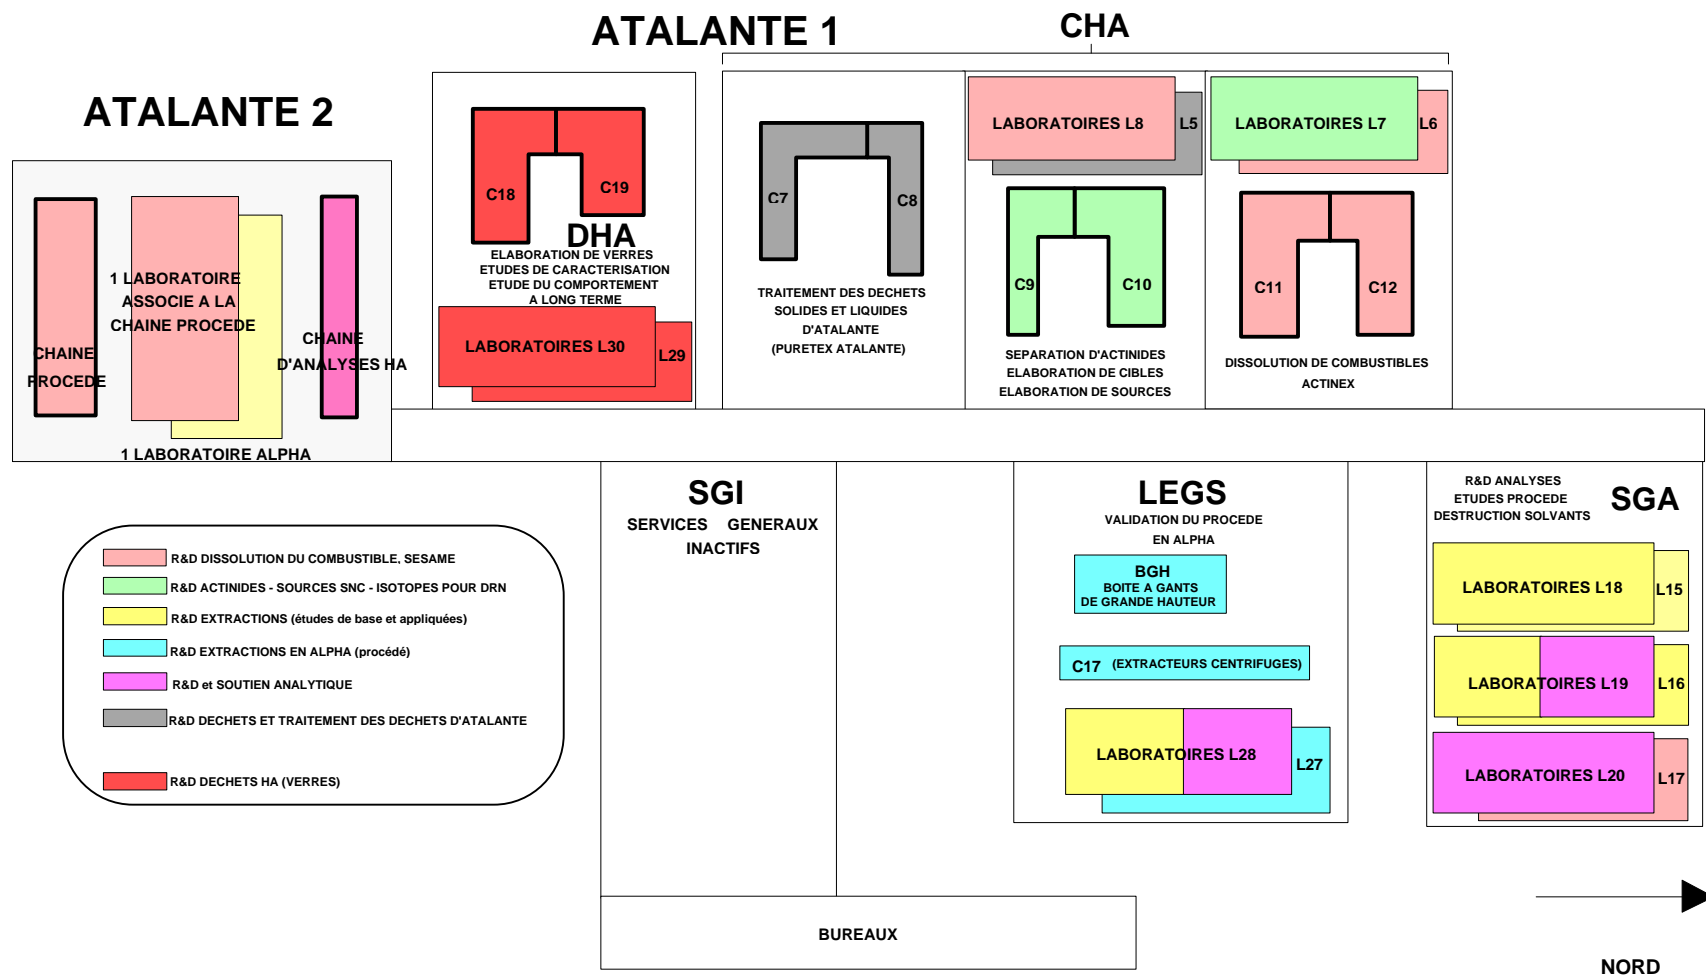 ATALANTE 1
CHA
ATALANTE 2
CHAINE
PROCEDE
1 LABORATOIRE
ASSOCIE A LA
CHAINE PROCEDE
CHAINE
D'ANALYSES HA
1 LABORATOIRE ALPHA
C18
C19
DHA
ELABORATION DE VERRES
ETUDES DE CARACTERISATION
ETUDE DU COMPORTEMENT
A LONG TERME
LABORATOIRES L30
L29
C7
C8
TRAITEMENT DES DECHETS
SOLIDES ET LIQUIDES
D'ATALANTE
(PURETEX ATALANTE)
LABORATOIRES L8
L5
C9
C10
SEPARATION D'ACTINIDES
ELABORATION DE CIBLES
ELABORATION DE SOURCES
LABORATOIRES L7
L6
C11
C12
DISSOLUTION DE COMBUSTIBLES
ACTINEX
R&D DISSOLUTION DU COMBUSTIBLE, SESAME
R&D ACTINIDES - SOURCES SNC - ISOTOPES POUR DRN
R&D EXTRACTIONS (études de base et appliquées)
R&D EXTRACTIONS EN ALPHA (procédé)
R&D et SOUTIEN ANALYTIQUE
R&D DECHETS ET TRAITEMENT DES DECHETS D'ATALANTE
R&D DECHETS HA (VERRES)
SGI
SERVICES GENERAUX
INACTIFS
LEGS
VALIDATION DU PROCEDE
EN ALPHA
BGH
BOITE A GANTS
DE GRANDE HAUTEUR
C17 (EXTRACTEURS CENTRIFUGES)
LABORATOIRES L28
L27
R&D ANALYSES
ETUDES PROCEDE
DESTRUCTION SOLVANTS
SGA
LABORATOIRES L18
L15
LABORATOIRES L19
L16
LABORATOIRES L20
L17
BUREAUX
NORD